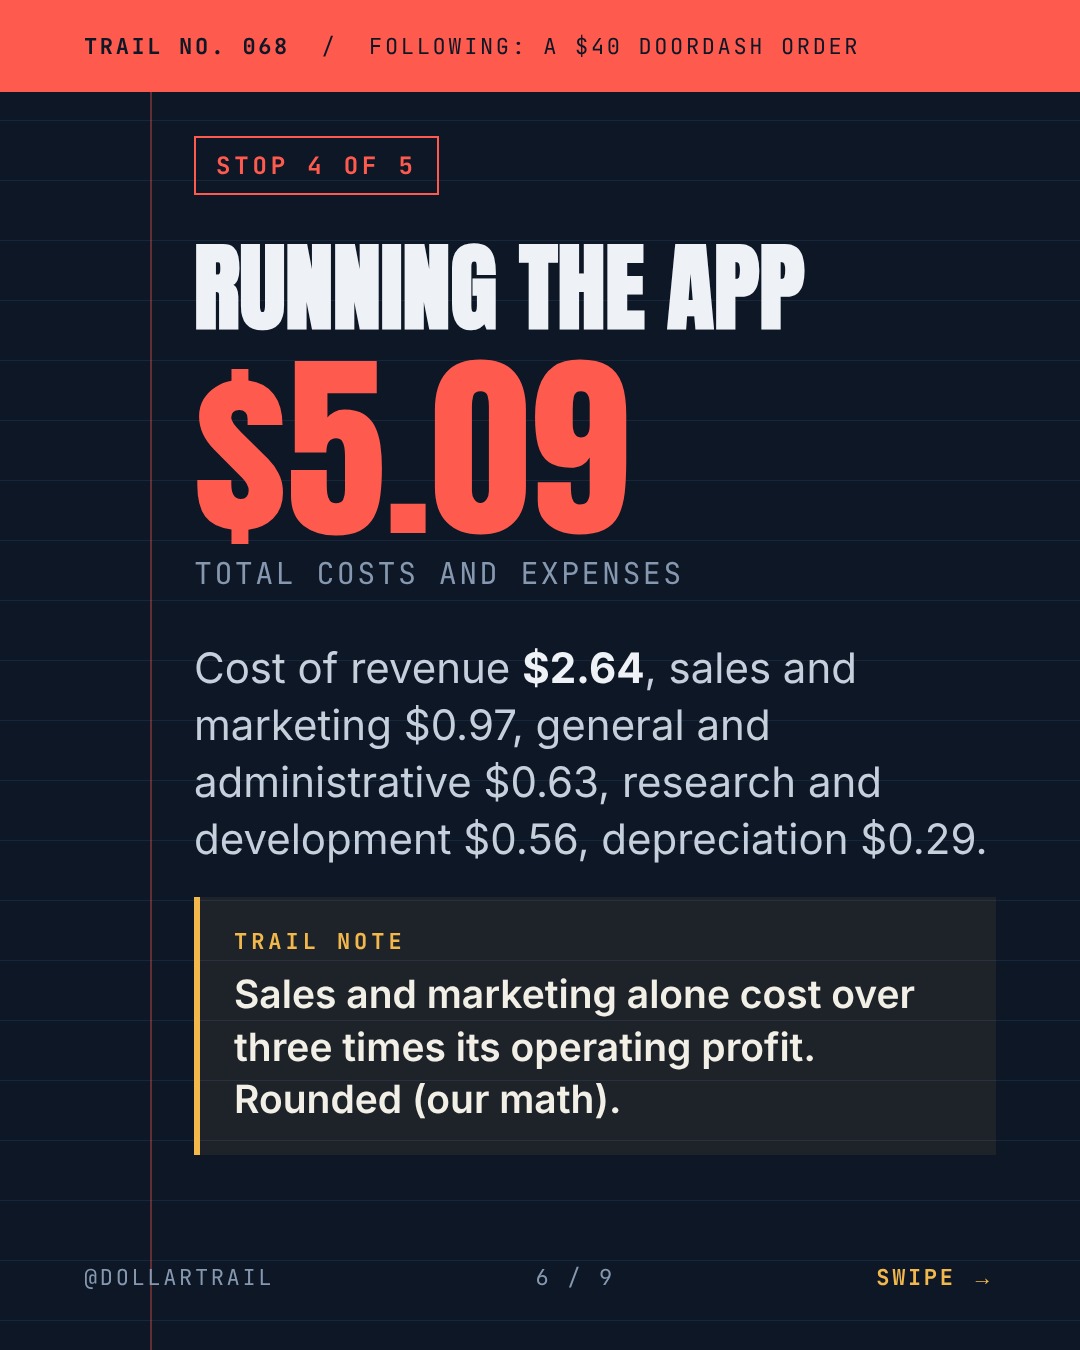 TRAIL NO. 068 / FOLLOWING: A $40 DOORDASH ORDER
STOP 4 OF 5
RUNNING THE APP
$5.09
TOTAL COSTS AND EXPENSES
Cost of revenue $2.64, sales and
marketing $0.97, general and
administrative $0.63, research and
development $0.56, depreciation $0.29.
TRAIL NOTE
Sales and marketing alone cost over
three times its operating profit.
Rounded (our math).
@DOLLARTRAIL
6 / 9
SWIPE →